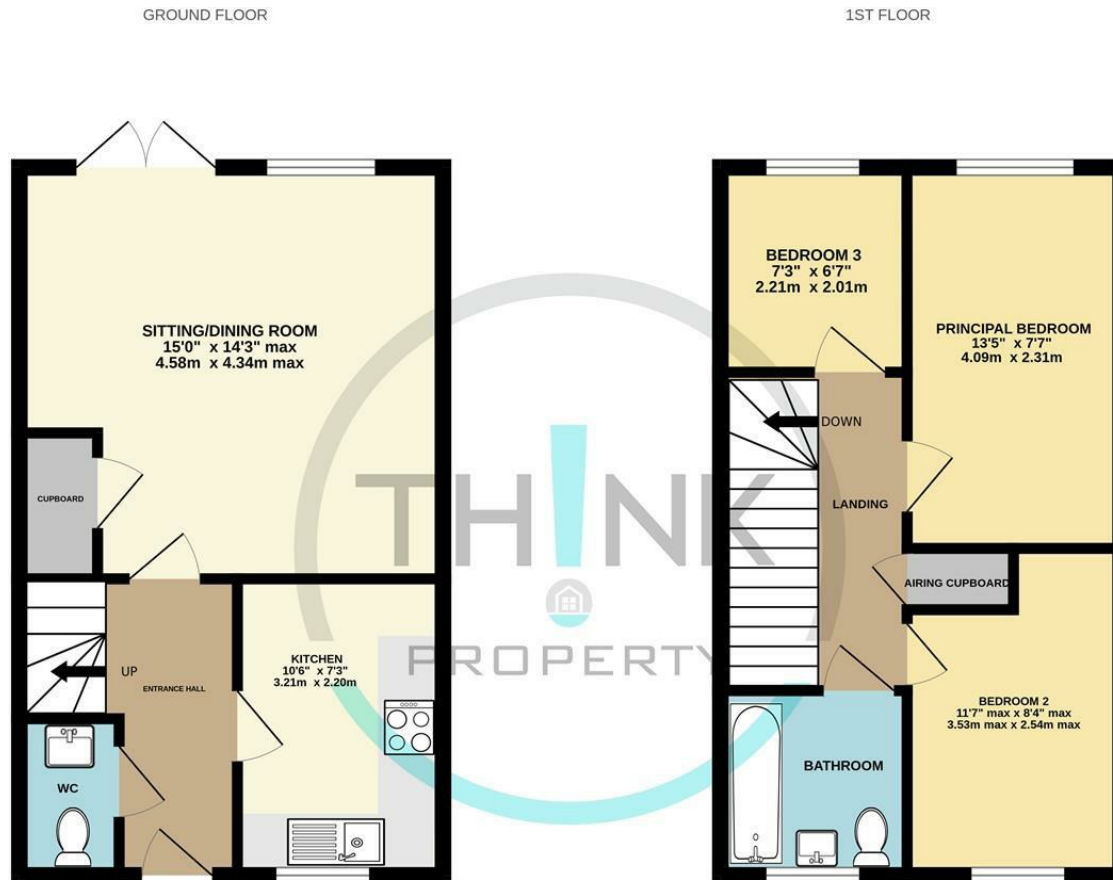 GROUND FLOOR
SITTING/DINING ROOM
15'0" x 14'3" max
4.58m x 4.34m max
CUPBOARD
UP
ENTRANCE HALL
KITCHEN
10'6" x 7'3"
3.21m x 2.20m
WC
1ST FLOOR
BEDROOM 3
7'3" x 6'7"
2.21m x 2.01m
PRINCIPAL BEDROOM
13'5" x 7'7"
4.09m x 2.31m
DOWN
LANDING
AIRING CUPBOARD
BEDROOM 2
11'7" max x 8'4" max
3.53m max x 2.54m max
BATHROOM
TH!NK
PROPERTY